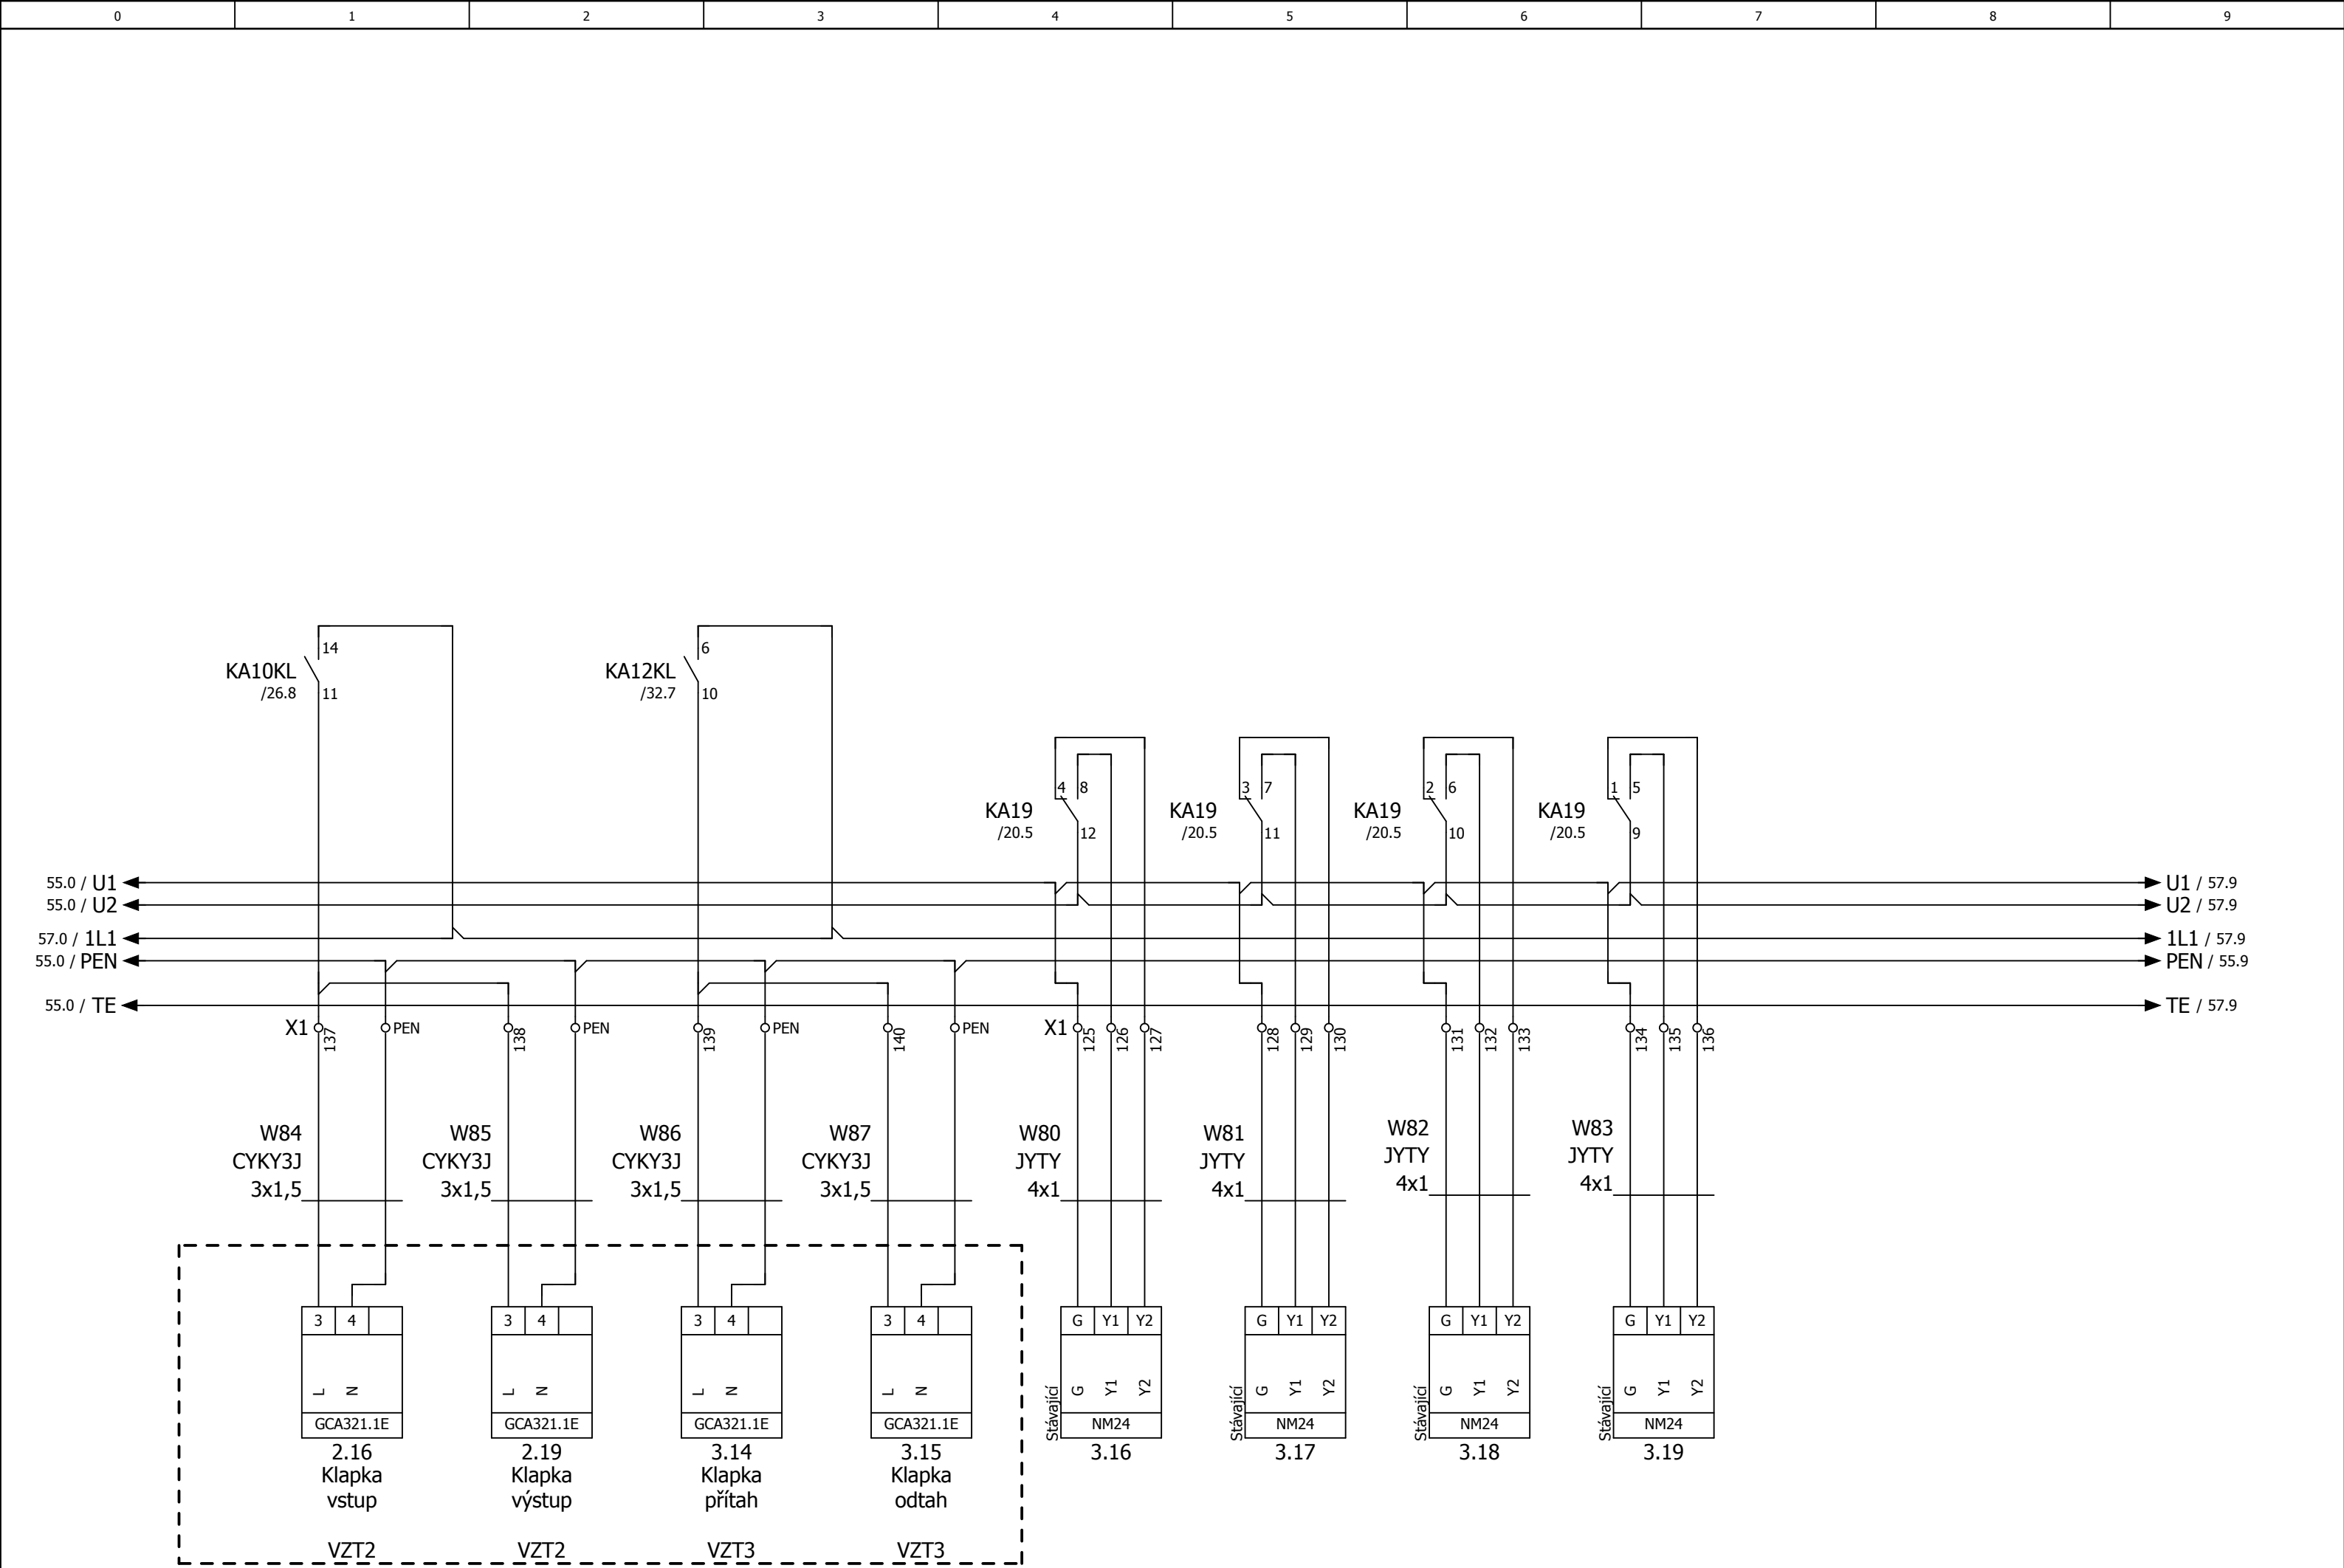 0 1 2 3 4 5 6 7 8 9
14
KA10KL
/26.8
11
6
KA12KL
/32.7
10
4 8
KA19
/20.5
12
3 7
KA19
/20.5
11
2 6
KA19
/20.5
10
1 5
KA19
/20.5
9
55.0 / U1
55.0 / U2
57.0 / 1L1
55.0 / PEN
55.0 / TE
U1 / 57.9
U2 / 57.9
1L1 / 57.9
PEN / 55.9
TE / 57.9
X1 137 PEN 138 PEN 139 PEN 140 PEN X1 125 126 127 128 129 130 131 132 133 134 135 136
W84
CYKY3J
3x1,5
W85
CYKY3J
3x1,5
W86
CYKY3J
3x1,5
W87
CYKY3J
3x1,5
W80
JYTY
4x1
W81
JYTY
4x1
W82
JYTY
4x1
W83
JYTY
4x1
3 4
L N
GCA321.1E
2.16
Klapka
vstup
VZT2
3 4
L N
GCA321.1E
2.19
Klapka
výstup
VZT2
3 4
L N
GCA321.1E
3.14
Klapka
přítah
VZT3
3 4
L N
GCA321.1E
3.15
Klapka
odtah
VZT3
G Y1 Y2
G Y1 Y2
Stávající
NM24
3.16
G Y1 Y2
G Y1 Y2
Stávající
NM24
3.17
G Y1 Y2
G Y1 Y2
Stávající
NM24
3.18
G Y1 Y2
G Y1 Y2
Stávající
NM24
3.19